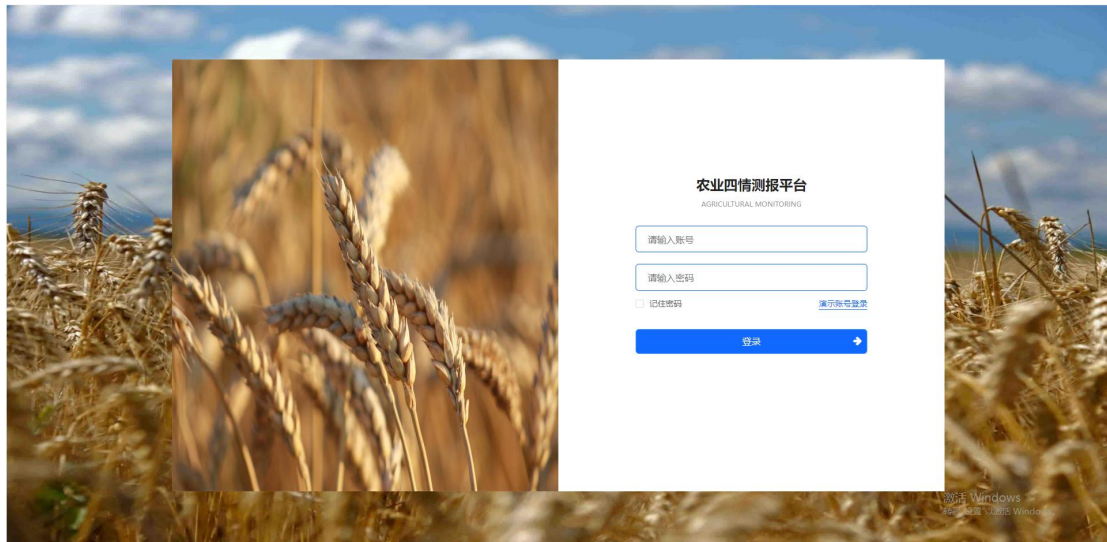 农业四情测报平台
AGRICULTURAL MONITORING
请输入账号
请输入密码
记住密码
演示账号登录
登录
激活 Windows